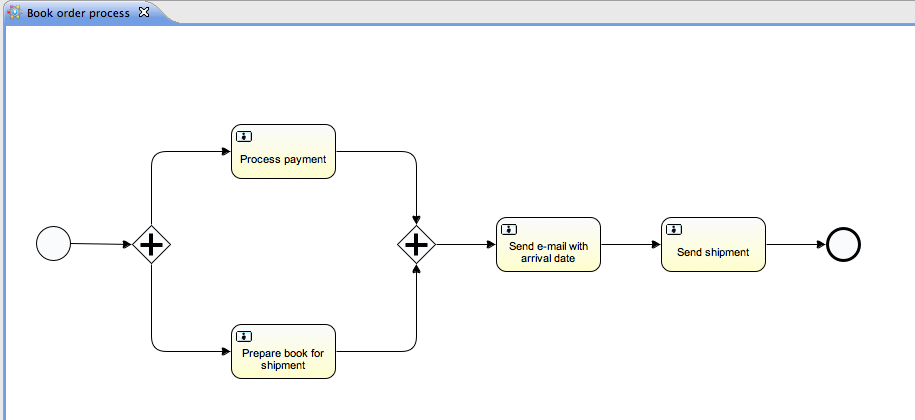 Book order process
Process payment
Send e-mail with
arrival date
Send shipment
Prepare book for
shipment